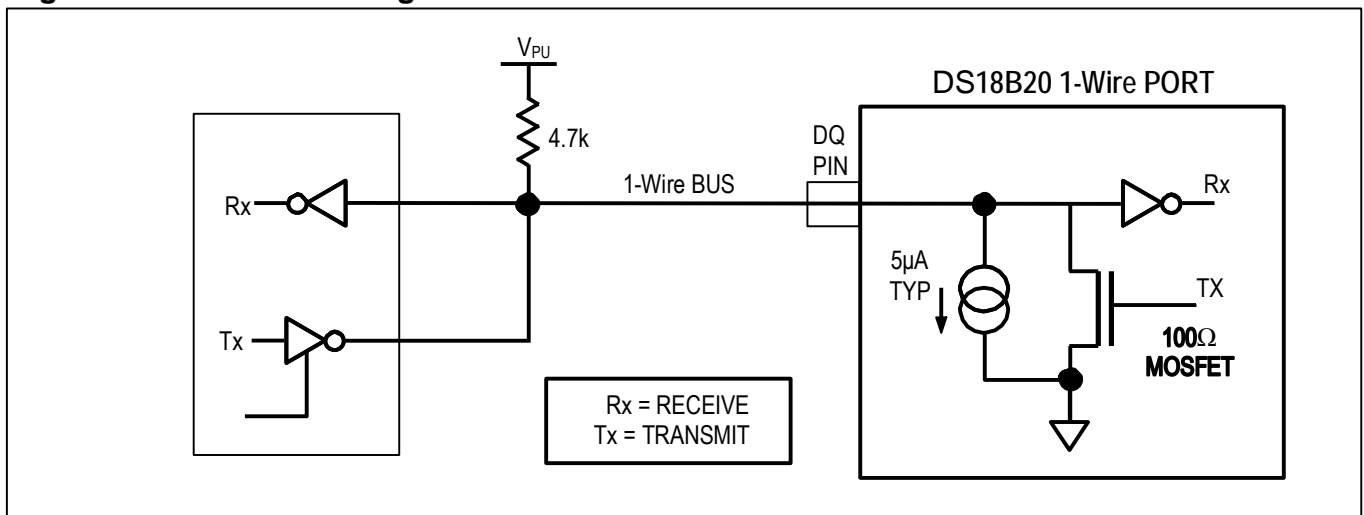 V_PU
4.7k
DS18B20 1-Wire PORT
DQ
PIN
1-Wire BUS
Rx
Rx
5µA
TYP
TX
Tx
100Ω
MOSFET
Rx = RECEIVE
Tx = TRANSMIT